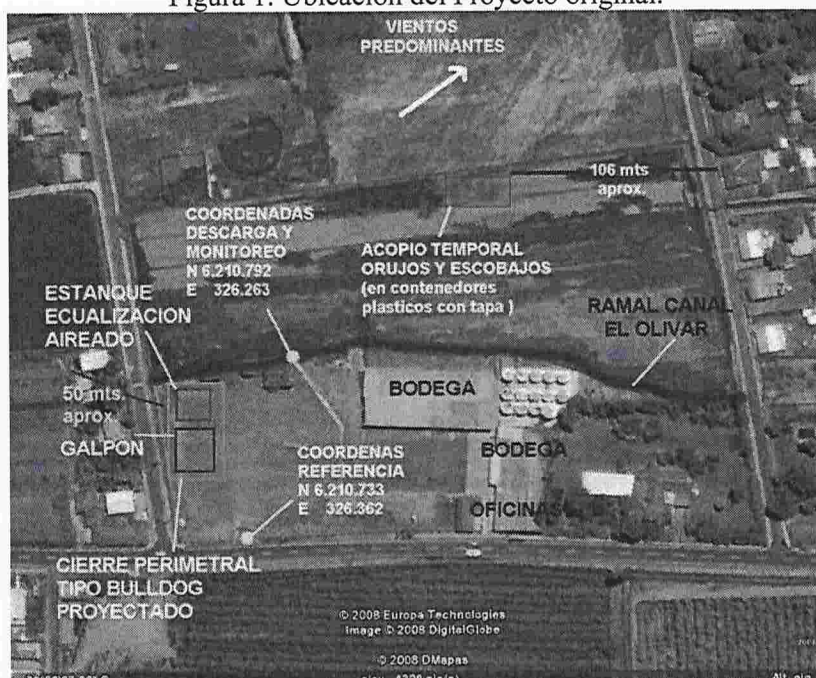 Figura 1: Ubicación del Proyecto original.
VIENTOS
PREDOMINANTES
106 mts
aprox.
COORDENADAS
DESCARGA Y
MONITOREO
N 6.210.792
E 326.263
ACOPIO TEMPORAL
ORUJOS Y ESCOBAJOS
(en contenedores
plasticos con tapa )
ESTANQUE
ECUALIZACION
AIREADO
RAMAL CANAL
EL OLIVAR
50 mts.
aprox.
GALPON
BODEGA
BODEGA
COORDENAS
REFERENCIA
N 6.210.733
E 326.362
OFICINAS
CIERRE PERIMETRAL
TIPO BULLDOG
PROYECTADO
© 2008 Europa Technologies
Image © 2008 DigitalGlobe
© 2008 DMapas